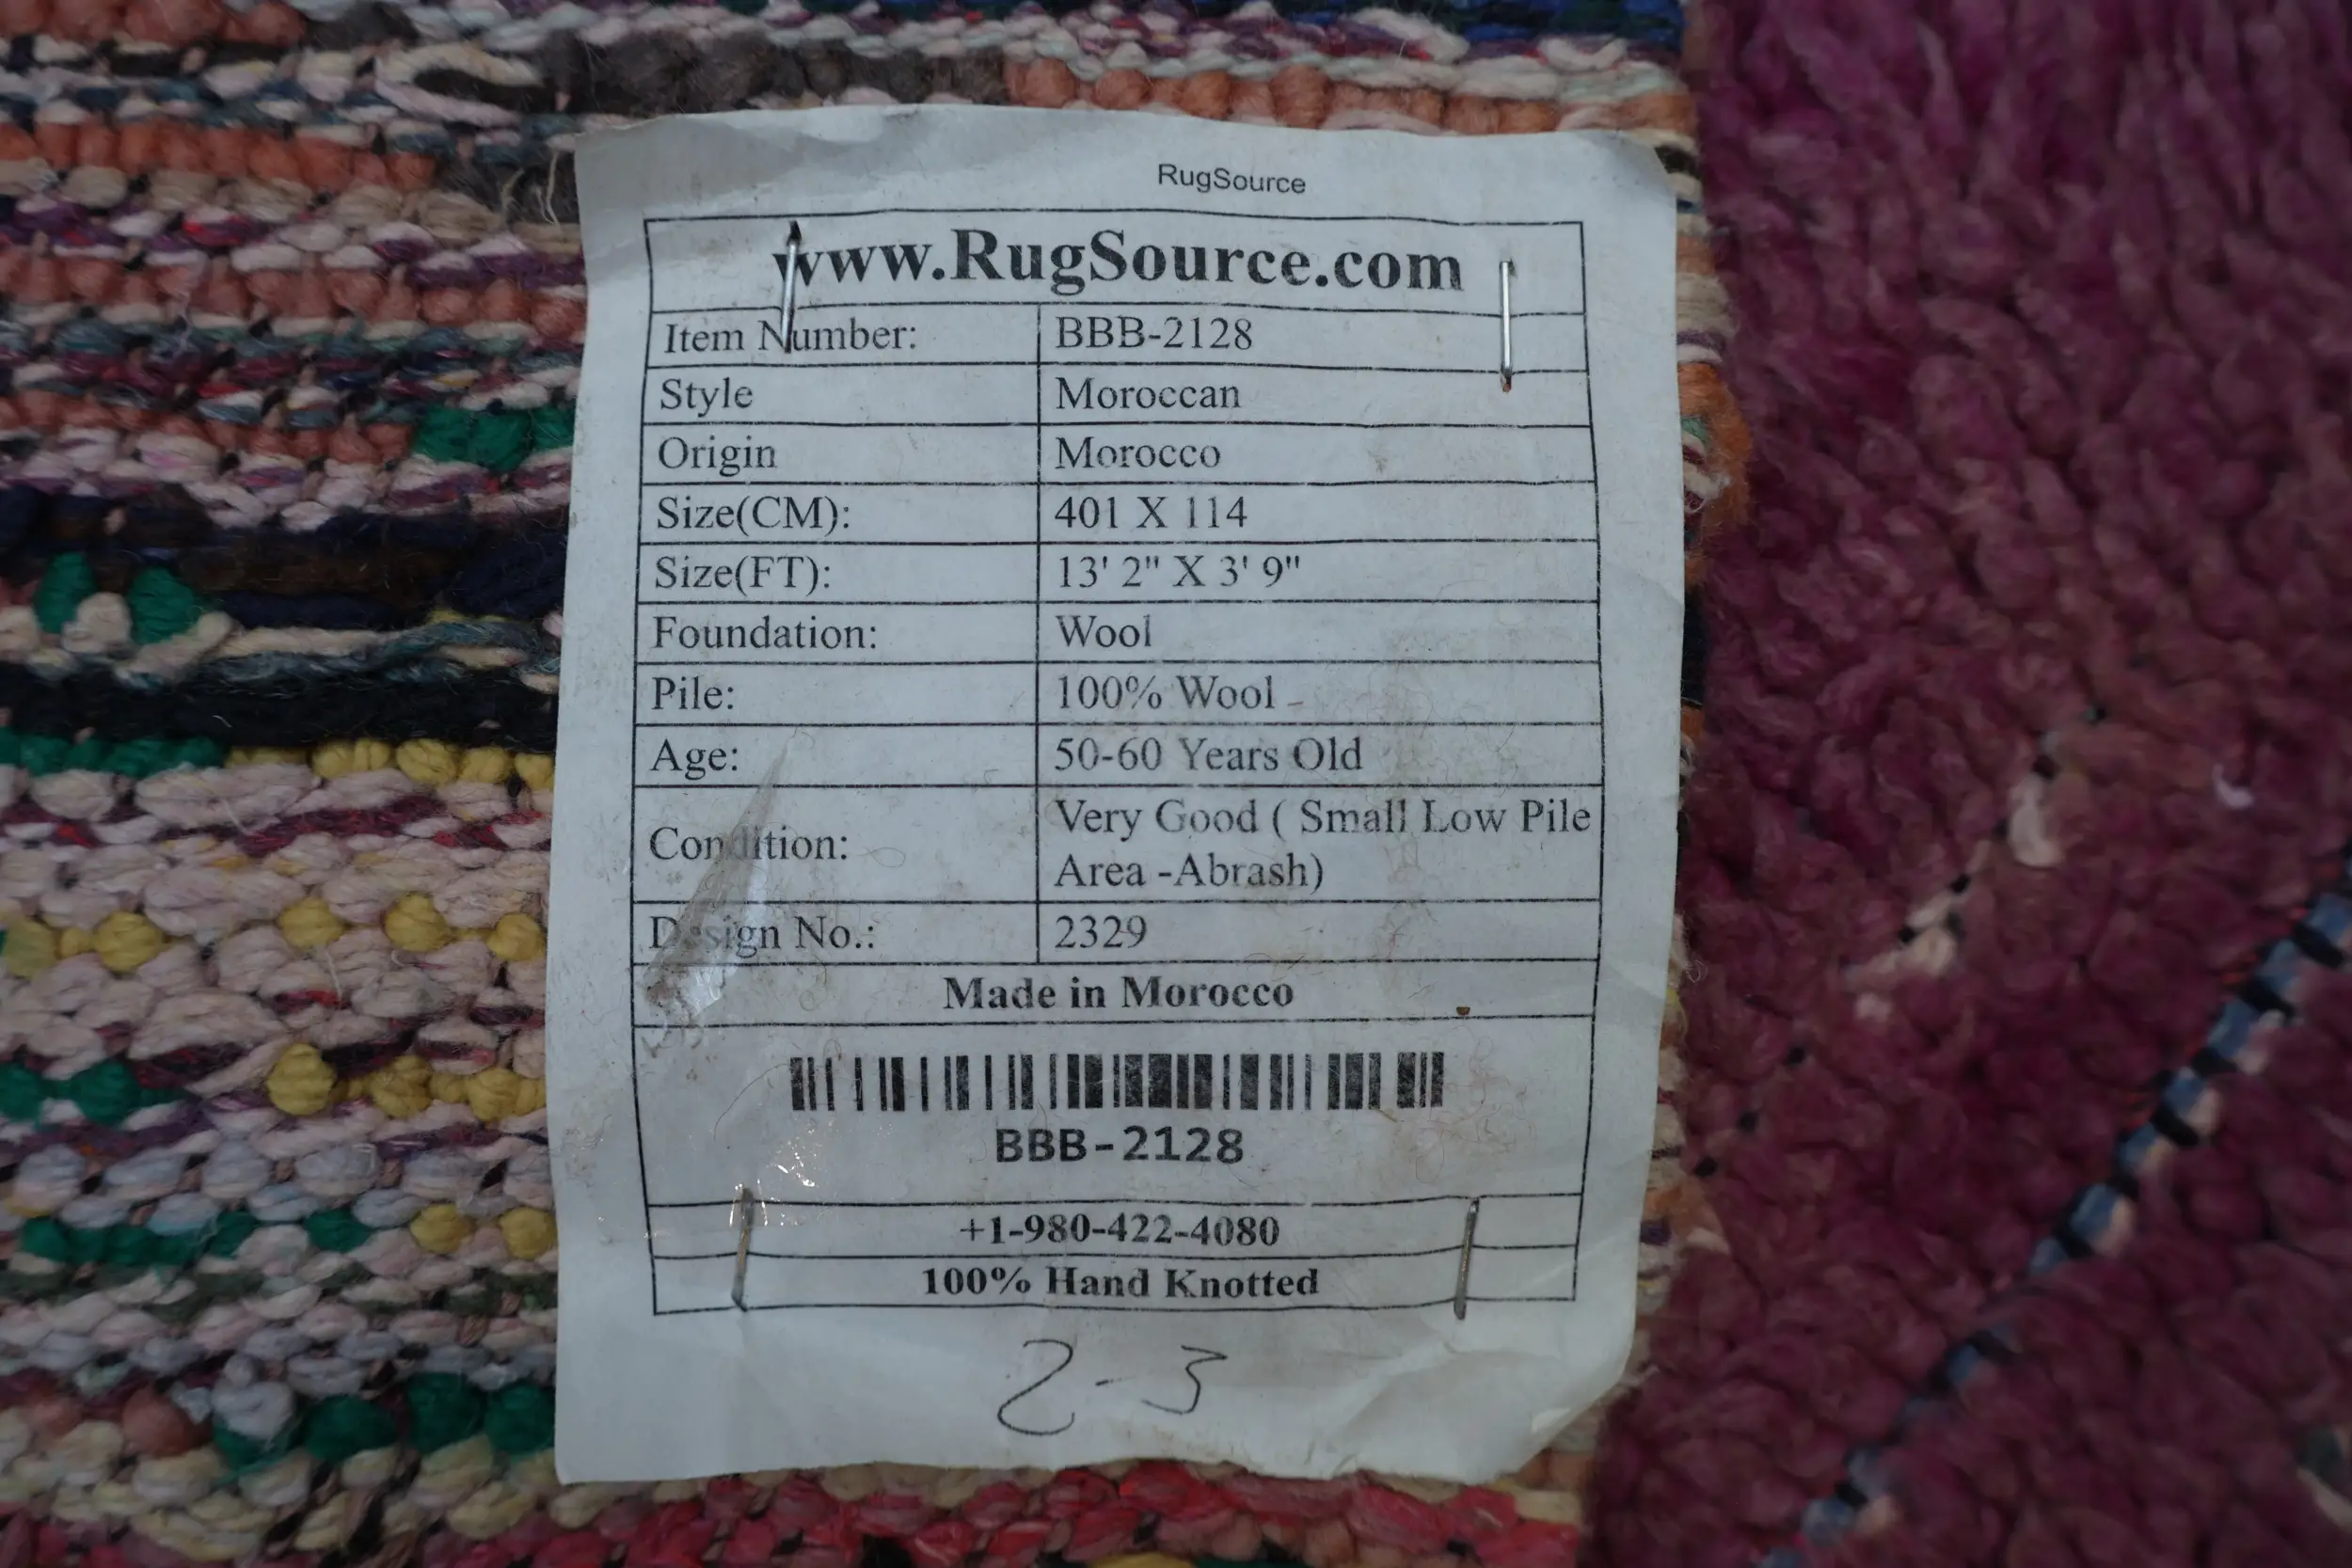 RugSource
www.RugSource.com
Item Number: BBB-2128
Style Moroccan
Origin Morocco
Size(CM): 401 X 114
Size(FT): 13' 2" X 3' 9"
Foundation: Wool
Pile: 100% Wool
Age: 50-60 Years Old
Condition: Very Good ( Small Low Pile
Area -Abrash)
Design No.: 2329
Made in Morocco
BBB-2128
+1-980-422-4080
100% Hand Knotted
2-3